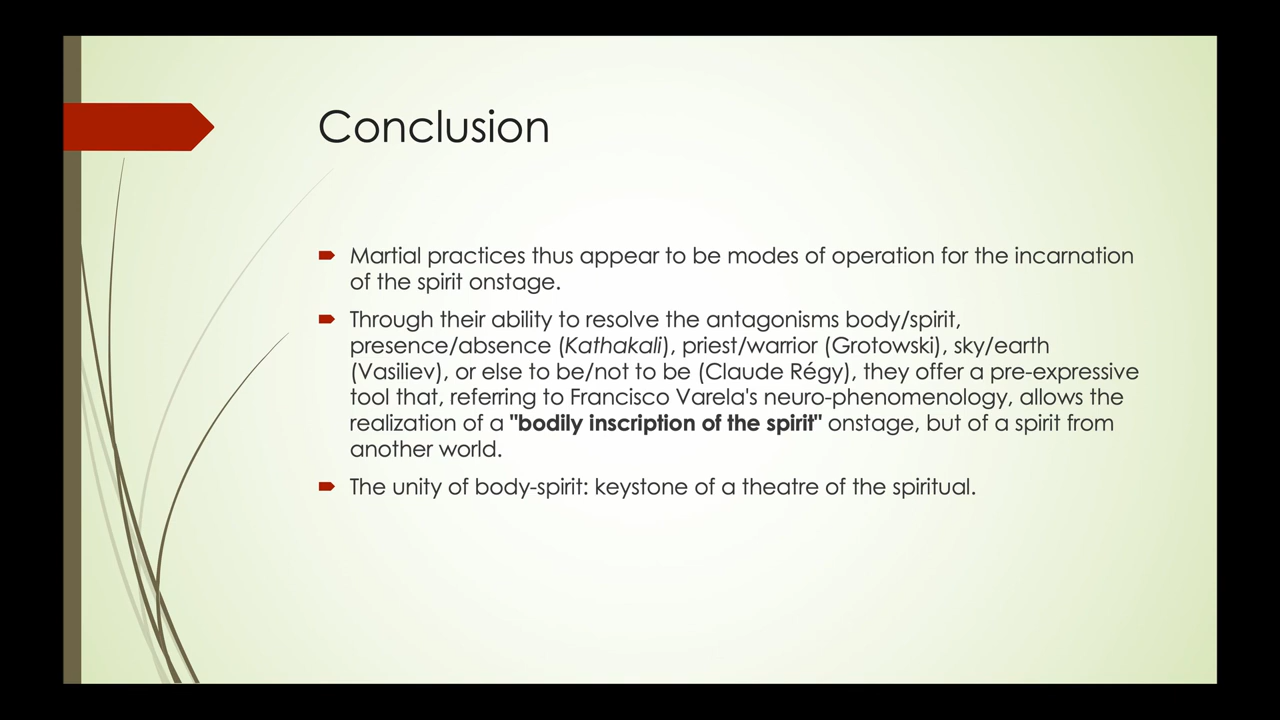 Conclusion
Martial practices thus appear to be modes of operation for the incarnation
of the spirit onstage.
Through their ability to resolve the antagonisms body/spirit,
presence/absence (Kathakali), priest/warrior (Grotowski), sky/earth
(Vasiliev), or else to be/not to be (Claude Régy), they offer a pre-expressive
tool that, referring to Francisco Varela's neuro-phenomenology, allows the
realization of a "bodily inscription of the spirit" onstage, but of a spirit from
another world.
The unity of body-spirit: keystone of a theatre of the spiritual.